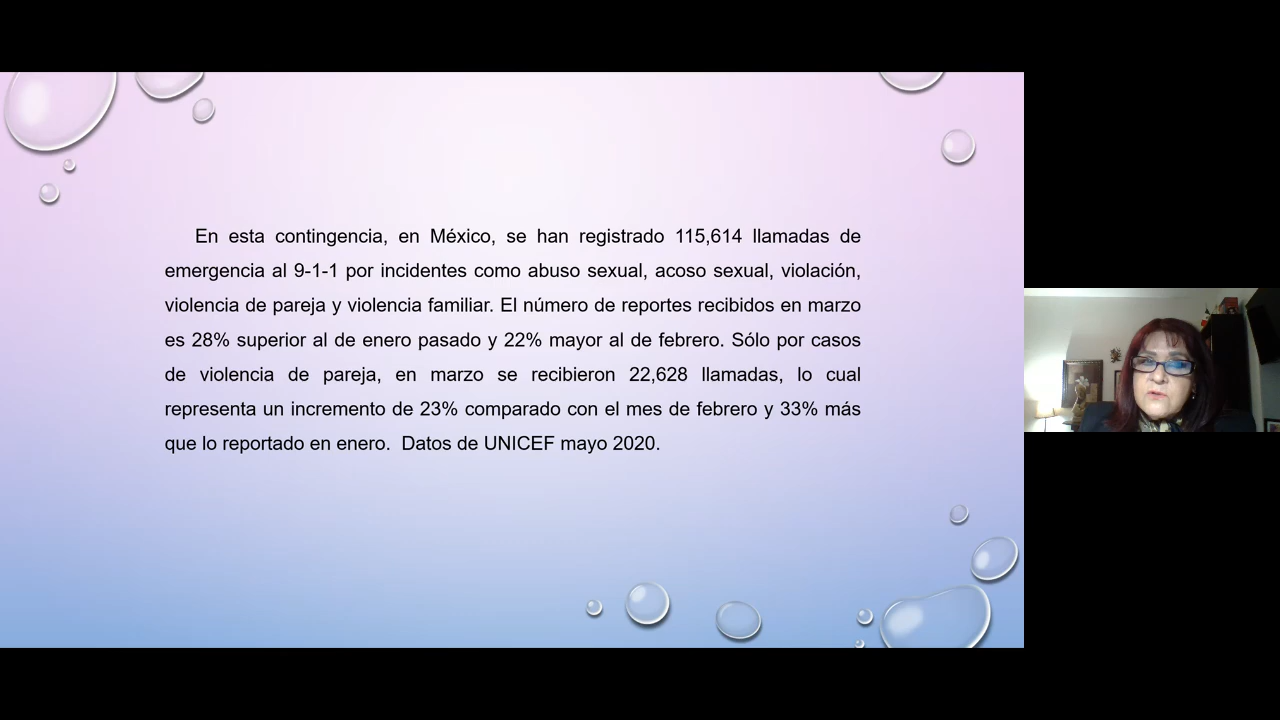 En esta contingencia, en México, se han registrado 115,614 llamadas de
emergencia al 9-1-1 por incidentes como abuso sexual, acoso sexual, violación,
violencia de pareja y violencia familiar. El número de reportes recibidos en marzo
es 28% superior al de enero pasado y 22% mayor al de febrero. Sólo por casos
de violencia de pareja, en marzo se recibieron 22,628 llamadas, lo cual
representa un incremento de 23% comparado con el mes de febrero y 33% más
que lo reportado en enero. Datos de UNICEF mayo 2020.